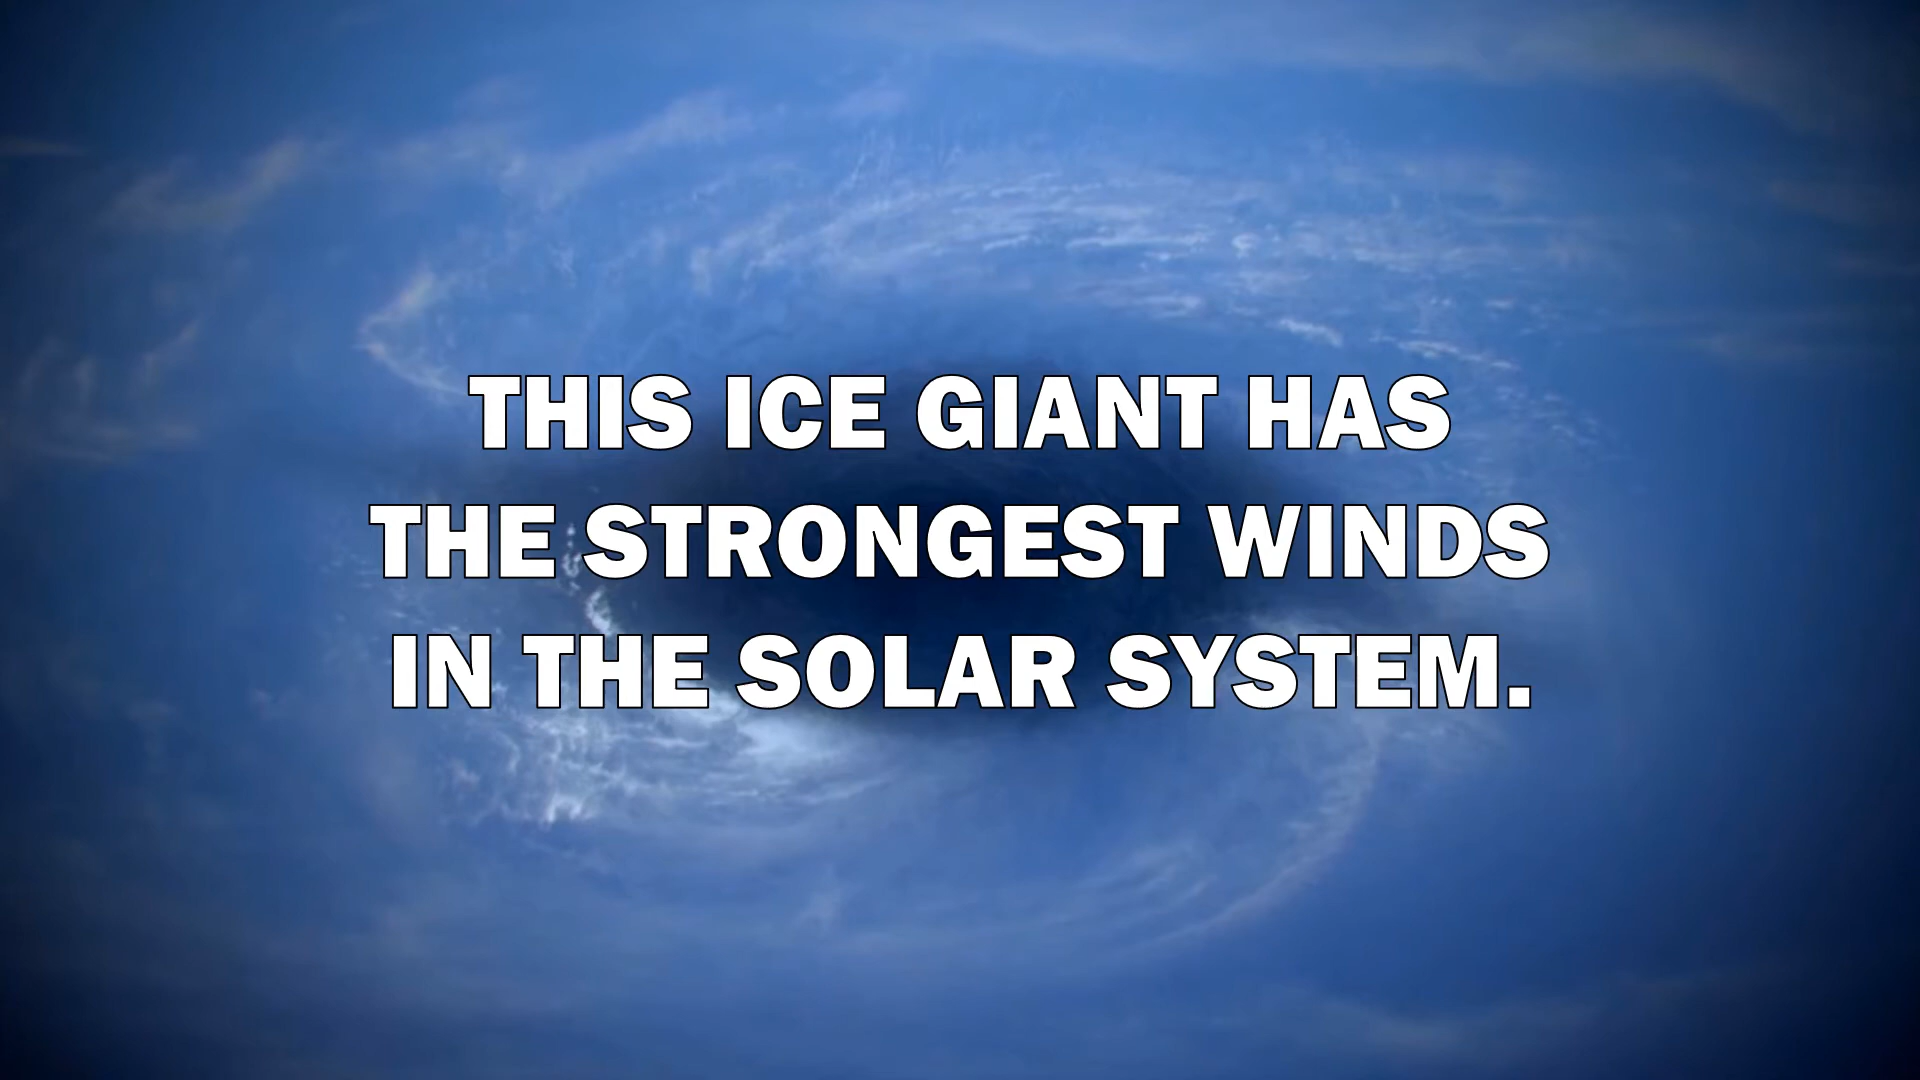 THIS ICE GIANT HAS
THE STRONGEST WINDS
IN THE SOLAR SYSTEM.